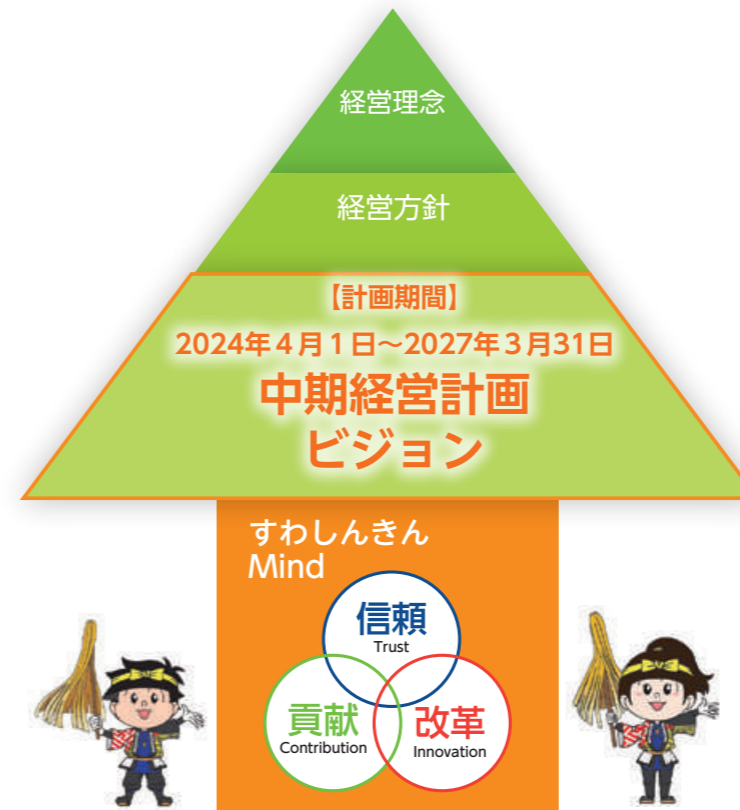 経営理念
経営方針
【計画期間】
2024年4月1日～2027年3月31日
中期経営計画
ビジョン
すわしんきん
Mind
信頼
Trust
貢献
Contribution
改革
Innovation